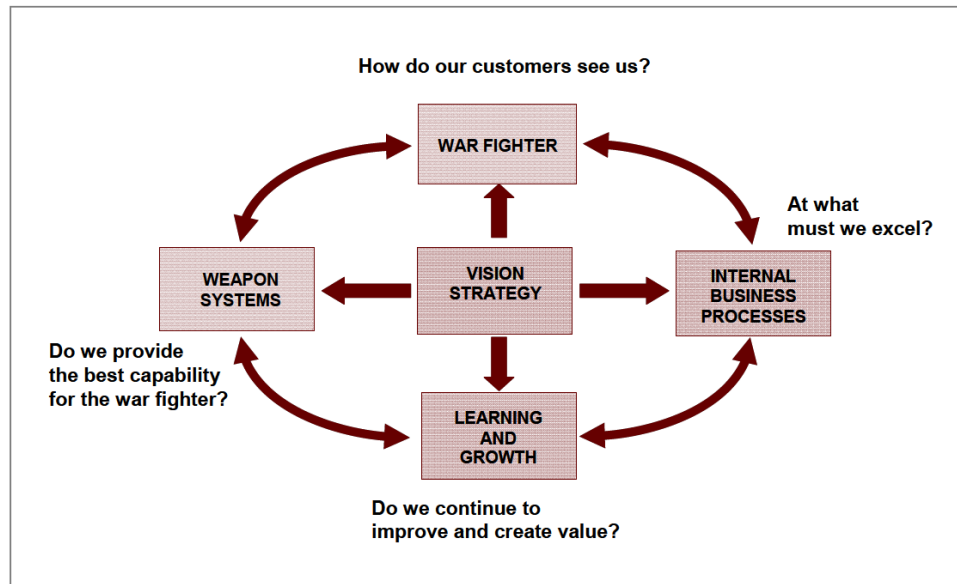 How do our customers see us?
WAR FIGHTER
At what
must we excel?
WEAPON
SYSTEMS
VISION
STRATEGY
INTERNAL
BUSINESS
PROCESSES
Do we provide
the best capability
for the war fighter?
LEARNING
AND
GROWTH
Do we continue to
improve and create value?